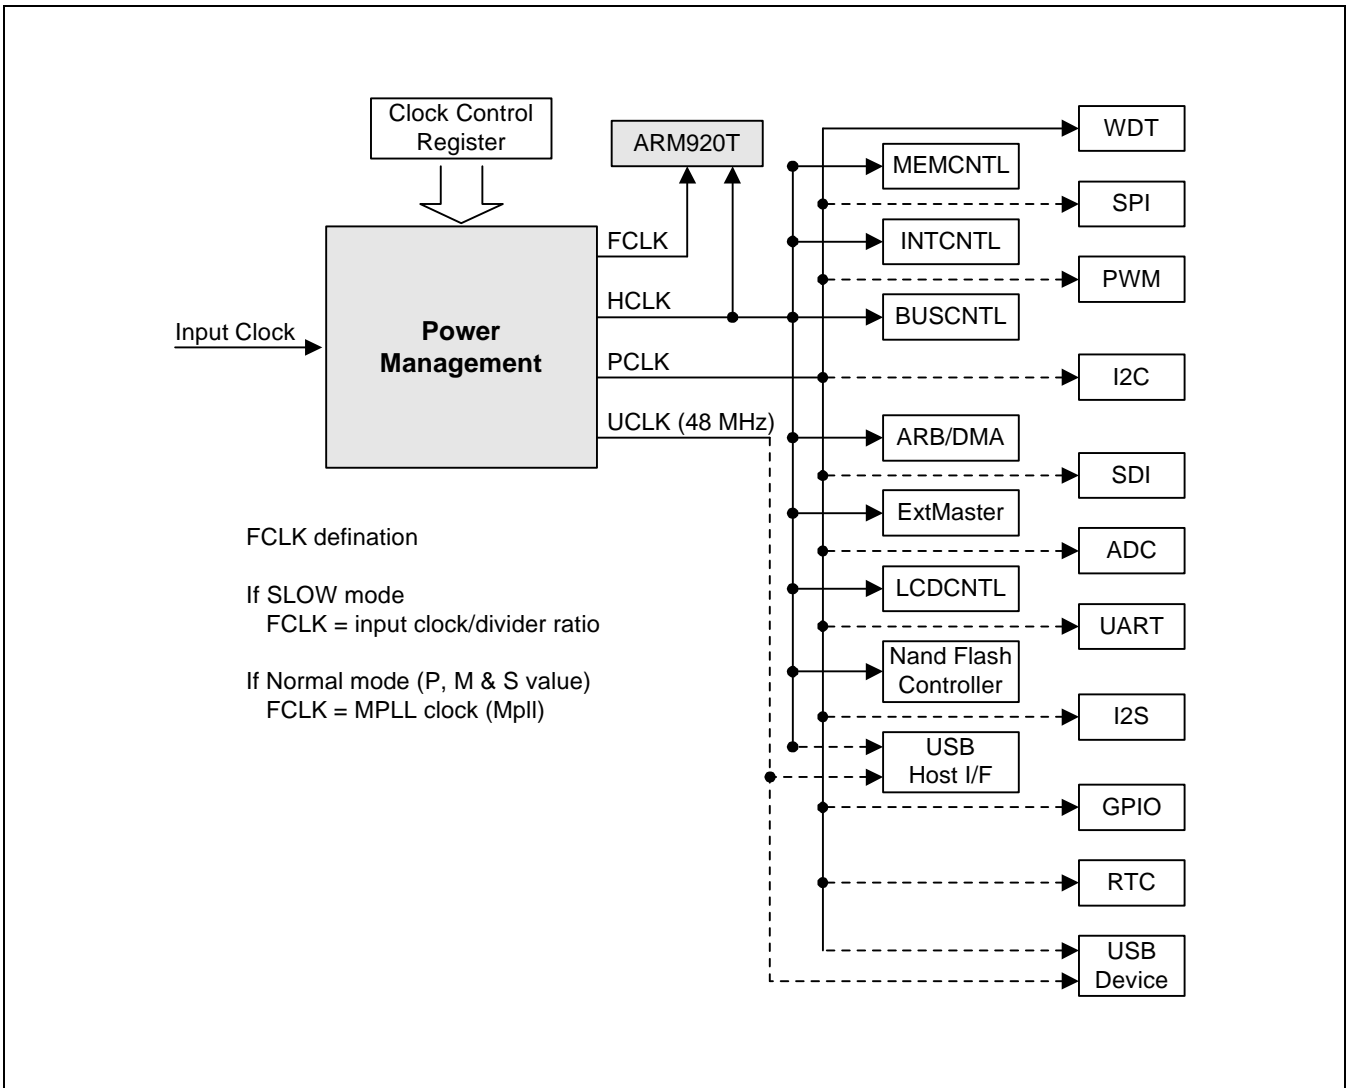 Clock Control
Register
ARM920T
FCLK
HCLK
PCLK
UCLK (48 MHz)
Input Clock
Power
Management
FCLK defination
If SLOW mode
FCLK = input clock/divider ratio
If Normal mode (P, M & S value)
FCLK = MPLL clock (Mpll)
MEMCNTL
INTCNTL
BUSCNTL
ARB/DMA
ExtMaster
LCDCNTL
Nand Flash
Controller
USB
Host I/F
WDT
SPI
PWM
I2C
SDI
ADC
UART
I2S
GPIO
RTC
USB
Device